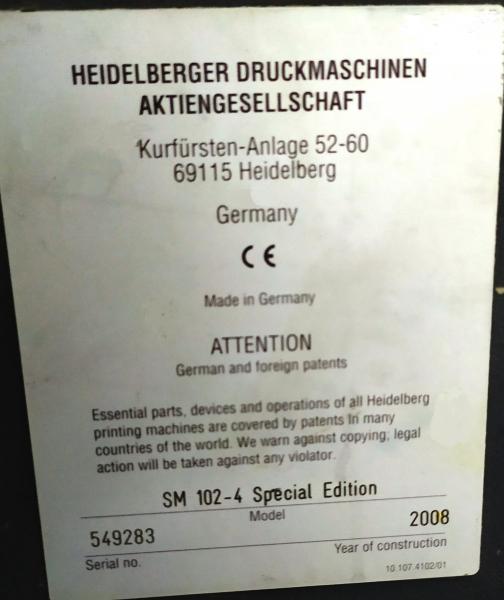 HEIDELBERGER DRUCKMASCHINEN
AKTIENGESELLSCHAFT
Kurfürsten-Anlage 52-60
69115 Heidelberg
Germany
CE
Made in Germany
ATTENTION
German and foreign patents
Essential parts, devices and operations of all Heidelberg
printing machines are covered by patents In many
countries of the world. We warn against copying; legal
action will be taken against any violator.
SM 102-4 Special Edition
Model
549283
2008
Serial no.
Year of construction
10.107.4102/01